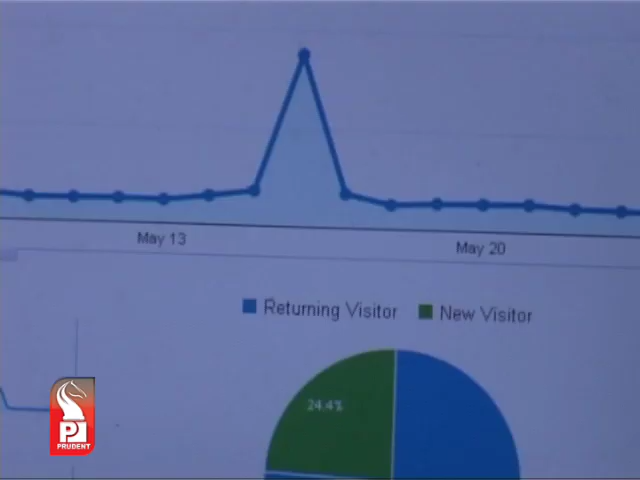 May 13
May 20
Returning Visitor
New Visitor
24.4%
PRUDENT